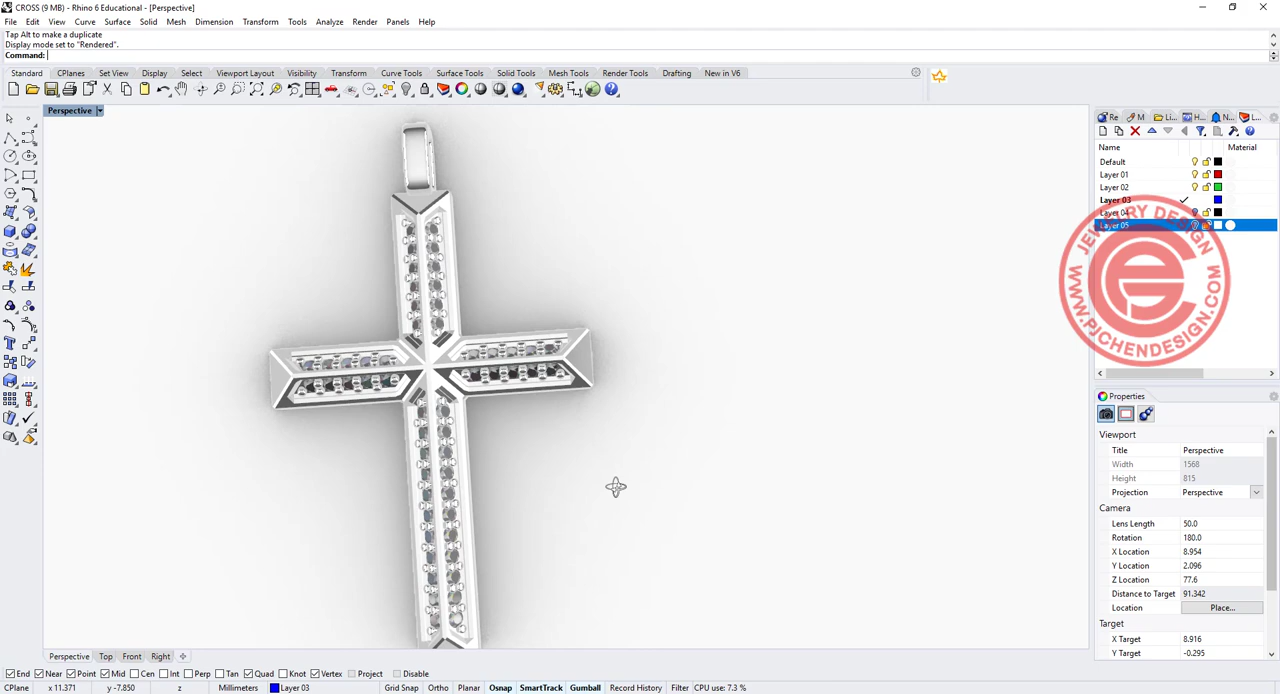 CROSS (9 MB) - Rhino 6 Educational - [Perspective]
File Edit View Curve Surface Solid Mesh Dimension Transform Tools Analyze Render Panels Help
Tap Alt to make a duplicate
Display mode set to "Rendered".
Command:
Standard CPlanes Set View Display Select Viewport Layout Visibility Transform Curve Tools Surface Tools Solid Tools Mesh Tools Render Tools Drafting New in V6
Perspective
Re M Li... H... N... L...
Name Material
Default
Layer 01
Layer 02
Layer 03
Layer 04
Layer 05
JEWELRY DESIGN
WWW.PJCHENDESIGN.COM
Properties
Viewport
Title Perspective
Width 1568
Height 815
Projection Perspective
Camera
Lens Length 50.0
Rotation 180.0
X Location 8.954
Y Location 2.096
Z Location 77.6
Distance to Target 91.342
Location Place...
Target
X Target 8.916
Y Target -0.295
Perspective Top Front Right
End Near Point Mid Cen Int Perp Tan Quad Knot Vertex Project Disable
CPlane x 11.371 y -7.850 z Millimeters Layer 03 Grid Snap Ortho Planar Osnap SmartTrack Gumball Record History Filter CPU use: 7.3 %